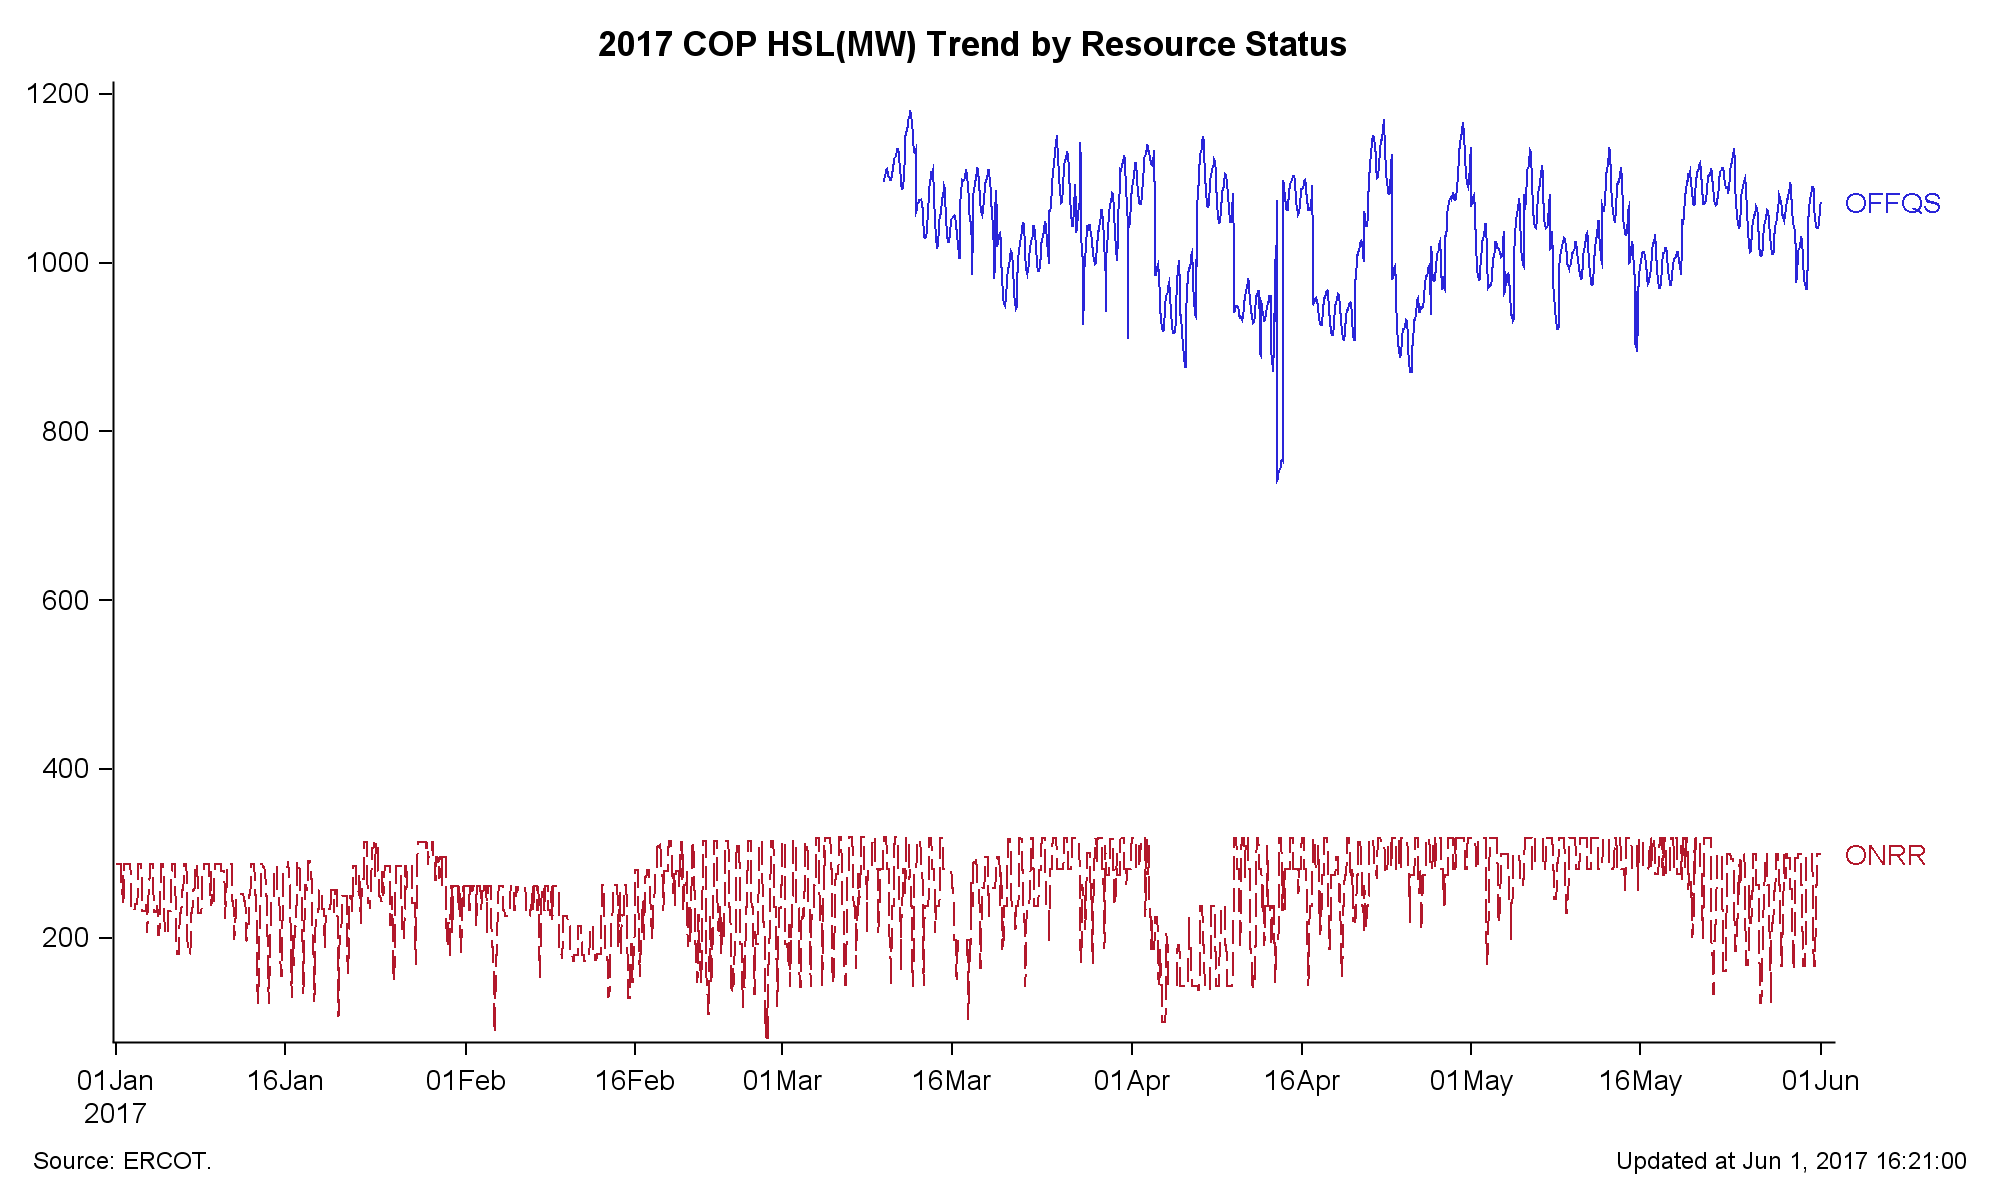 2017 COP HSL(MW) Trend by Resource Status
1200
1000
800
600
400
200
OFFQS
ONRR
01Jan 16Jan 01Feb 16Feb 01Mar 16Mar 01Apr 16Apr 01May 16May 01Jun
2017
Source: ERCOT. Updated at Jun 1, 2017 16:21:00